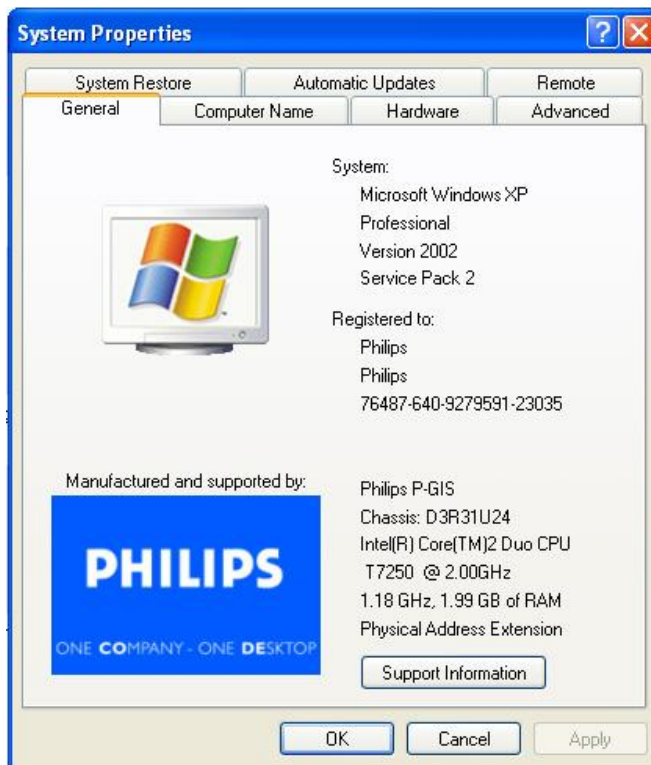 System Properties
System Restore
Automatic Updates
Remote
General
Computer Name
Hardware
Advanced
System:
Microsoft Windows XP
Professional
Version 2002
Service Pack 2
Registered to:
Philips
Philips
76487-640-9279591-23035
Manufactured and supported by:
PHILIPS
ONE COMPANY - ONE DESKTOP
Philips P-GIS
Chassis: D3R31U24
Intel(R) Core(TM)2 Duo CPU
T7250 @ 2.00GHz
1.18 GHz, 1.99 GB of RAM
Physical Address Extension
Support Information
OK
Cancel
Apply